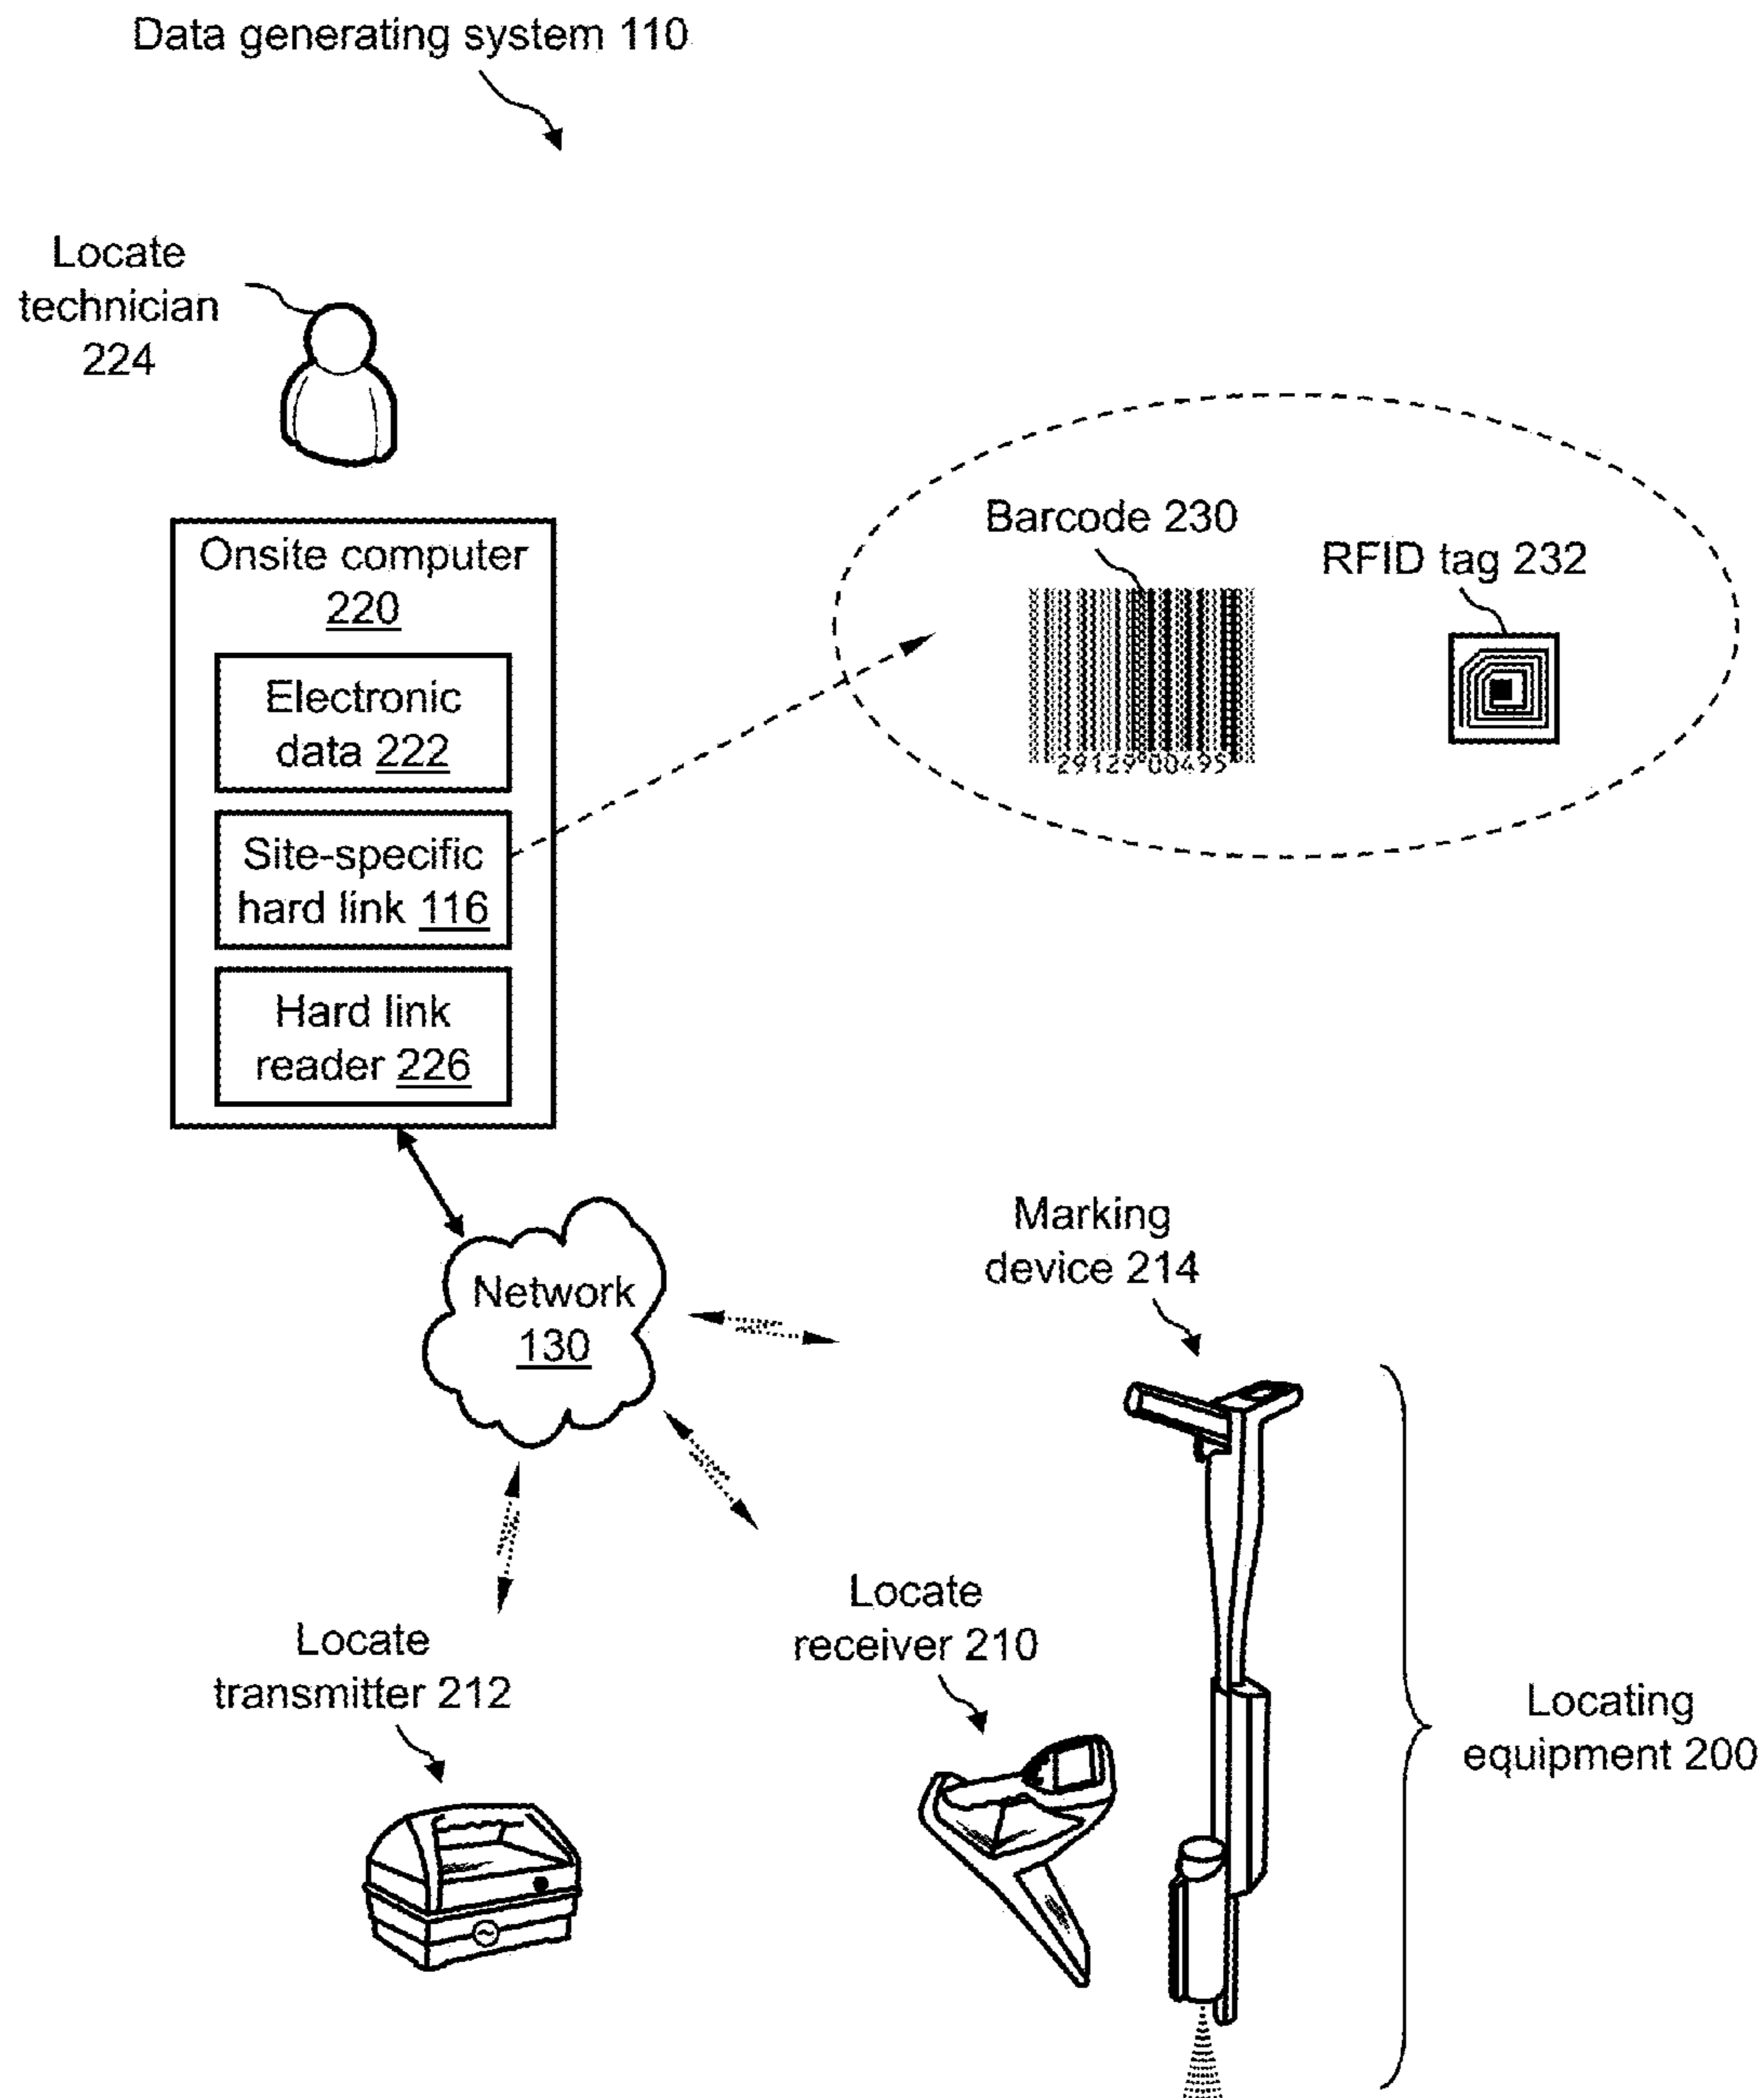 Data generating system 110
Locate
technician
224
Onsite computer
220
Electronic
data 222
Site-specific
hard link 116
Hard link
reader 226
Barcode 230
RFID tag 232
29129 00495
Network
130
Marking
device 214
Locate
receiver 210
Locate
transmitter 212
Locating
equipment 200